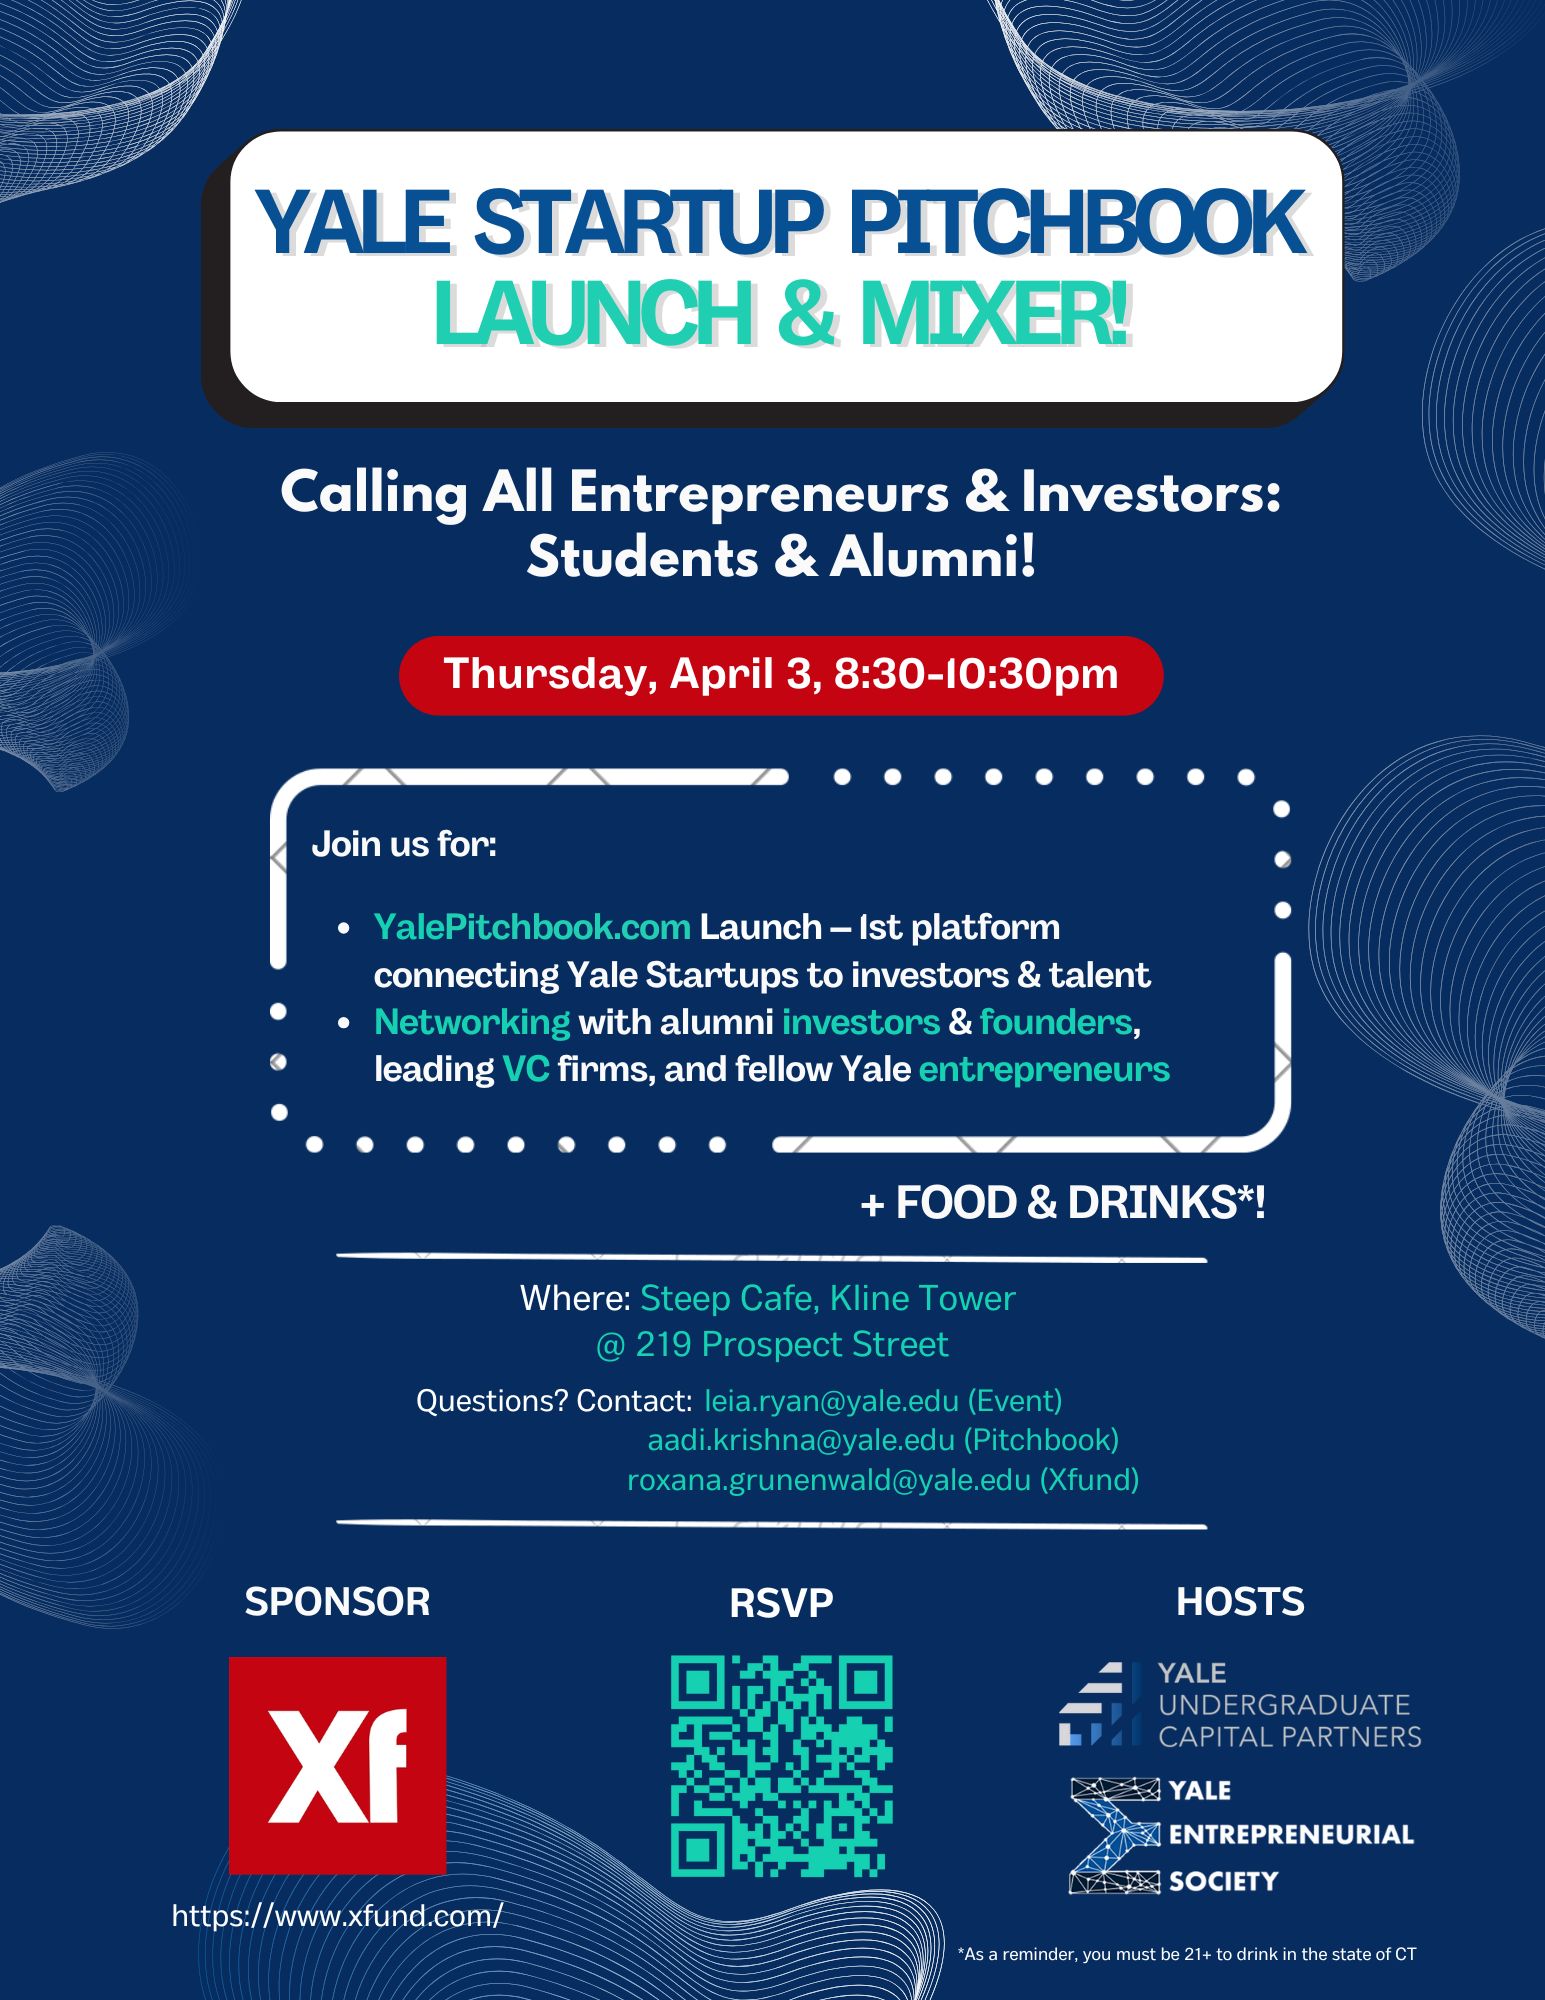 YALE STARTUP PITCHBOOK
LAUNCH & MIXER!
Calling All Entrepreneurs & Investors:
Students & Alumni!
Thursday, April 3, 8:30-10:30pm
Join us for:
• YalePitchbook.com Launch – 1st platform
connecting Yale Startups to investors & talent
• Networking with alumni investors & founders,
leading VC firms, and fellow Yale entrepreneurs
+ FOOD & DRINKS*!
Where: Steep Cafe, Kline Tower
@ 219 Prospect Street
Questions? Contact: leia.ryan@yale.edu (Event)
aadi.krishna@yale.edu (Pitchbook)
roxana.grunenwald@yale.edu (Xfund)
SPONSOR
Xf
https://www.xfund.com/
RSVP
HOSTS
YALE
UNDERGRADUATE
CAPITAL PARTNERS
YALE
ENTREPRENEURIAL
SOCIETY
*As a reminder, you must be 21+ to drink in the state of CT